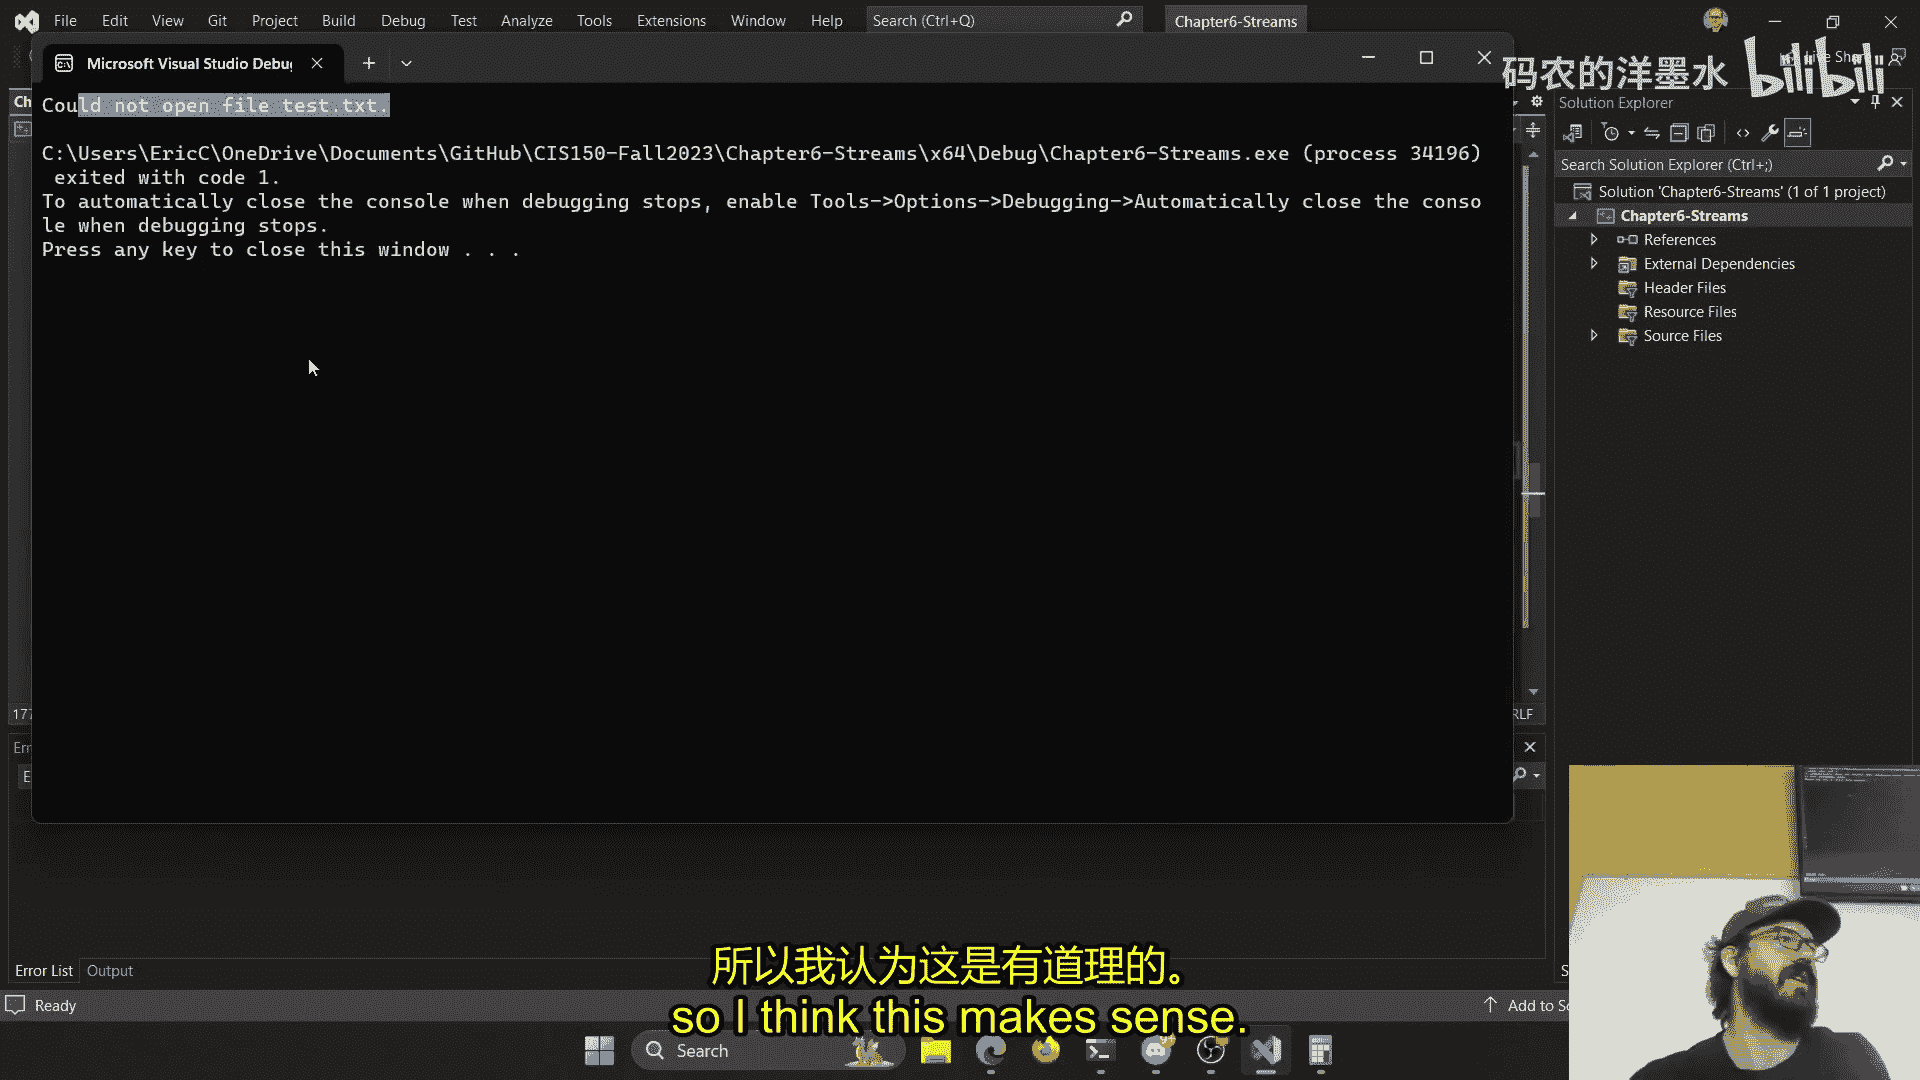 File Edit View Git Project Build Debug Test Analyze Tools Extensions Window Help Search (Ctrl+Q) Chapter6-Streams
Microsoft Visual Studio Debu
码农的洋墨水 bilibili
Could not open file test.txt.
Solution Explorer
C:\Users\EricC\OneDrive\Documents\GitHub\CIS150-Fall2023\Chapter6-Streams\x64\Debug\Chapter6-Streams.exe (process 34196)
exited with code 1.
To automatically close the console when debugging stops, enable Tools->Options->Debugging->Automatically close the conso
le when debugging stops.
Press any key to close this window . . .
Search Solution Explorer (Ctrl+;)
Solution 'Chapter6-Streams' (1 of 1 project)
Chapter6-Streams
References
External Dependencies
Header Files
Resource Files
Source Files
Error List Output
Ready
Add to
所以我认为这是有道理的。
so I think this makes sense.
Search